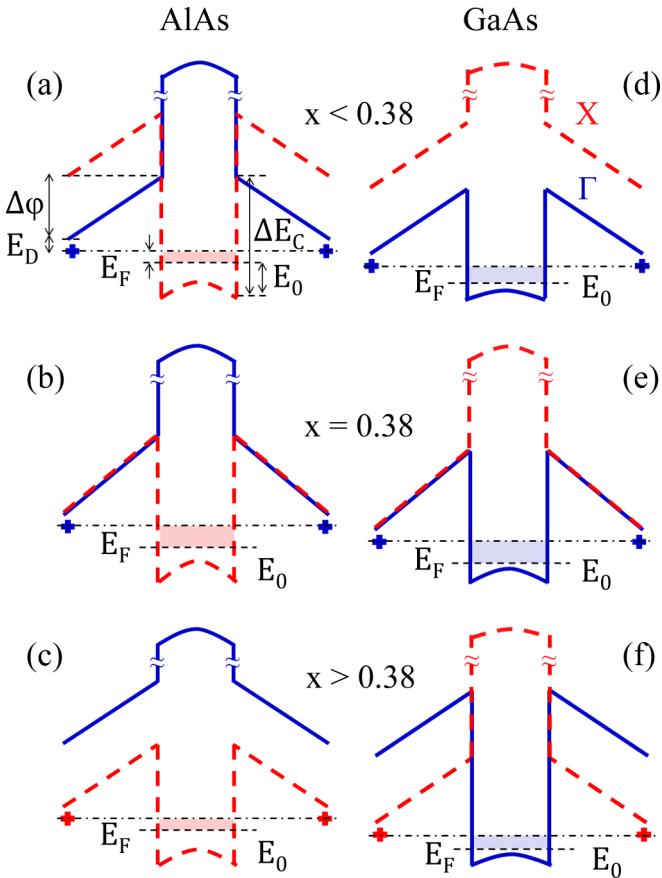 AlAs GaAs
(a) x < 0.38 (d)
X
Γ
Δφ
E_D
E_F
ΔE_C
E_0
E_F
E_0
(b) x = 0.38 (e)
E_F
E_0
E_F
E_0
(c) x > 0.38 (f)
E_F
E_0
E_F
E_0